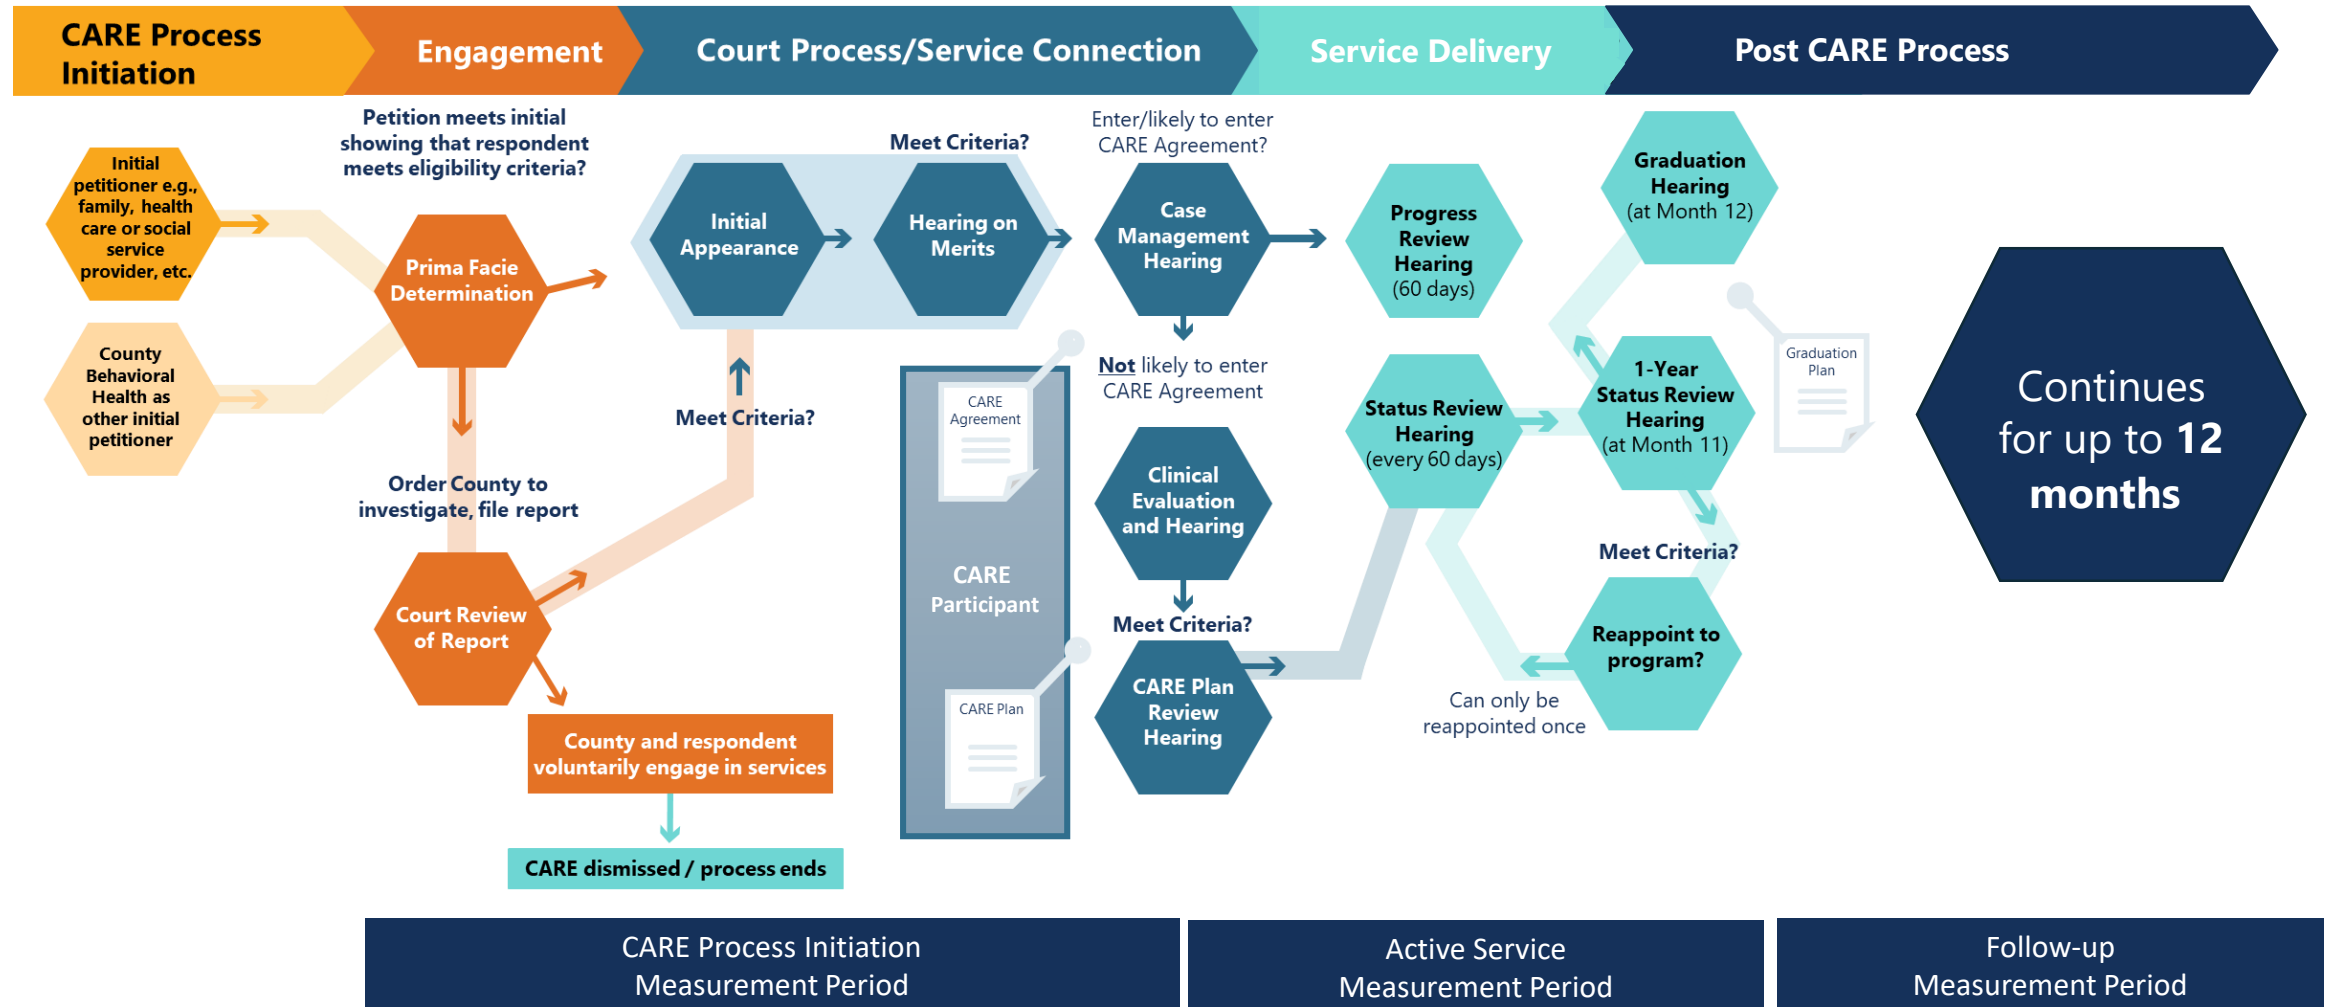 CARE Process
Initiation
Engagement
Court Process/Service Connection
Service Delivery
Post CARE Process
Initial
petitioner e.g.,
family, health
care or social
service
provider, etc.
County
Behavioral
Health as
other initial
petitioner
Petition meets initial
showing that respondent
meets eligibility criteria?
Prima Facie
Determination
Order County to
investigate, file report
Court Review
of Report
County and respondent
voluntarily engage in services
CARE dismissed / process ends
Initial
Appearance
Meet Criteria?
Hearing on
Merits
Meet Criteria?
CARE
Agreement
CARE
Participant
CARE Plan
Enter/likely to enter
CARE Agreement?
Case
Management
Hearing
Not likely to enter
CARE Agreement
Clinical
Evaluation
and Hearing
Meet Criteria?
CARE Plan
Review
Hearing
Progress
Review
Hearing
(60 days)
Status Review
Hearing
(every 60 days)
Graduation
Hearing
(at Month 12)
1-Year
Status Review
Hearing
(at Month 11)
Meet Criteria?
Reappoint to
program?
Can only be
reappointed once
Graduation
Plan
Continues
for up to 12
months
CARE Process Initiation
Measurement Period
Active Service
Measurement Period
Follow-up
Measurement Period